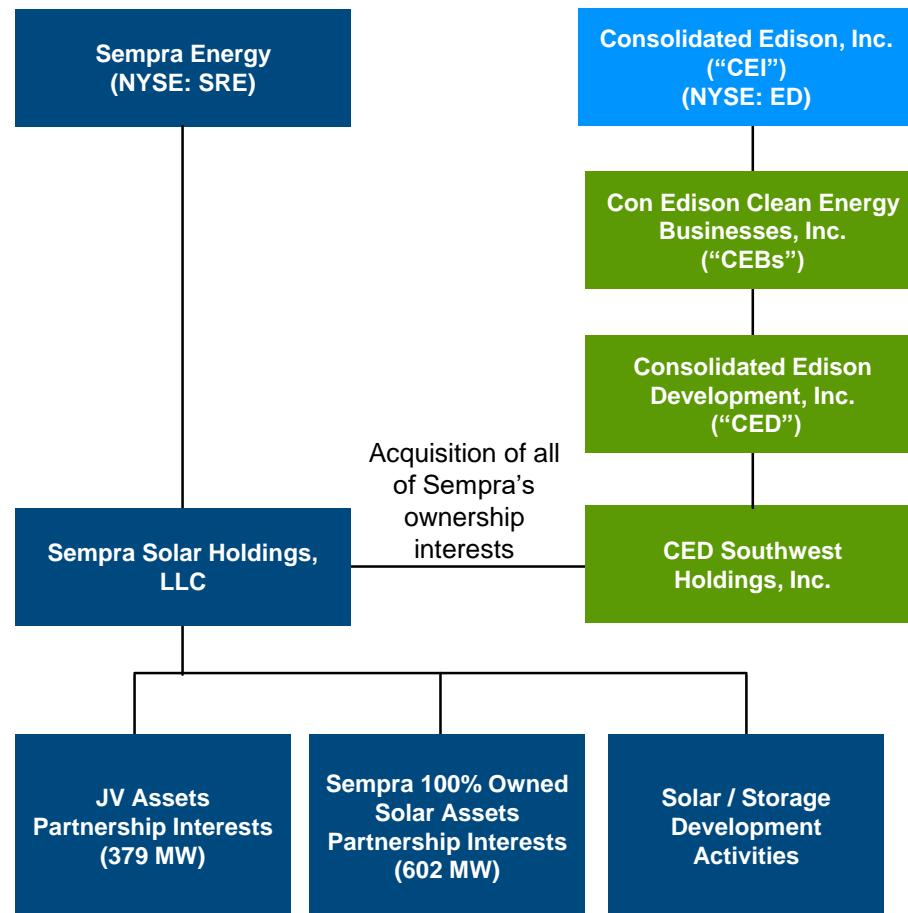 Sempra Energy
(NYSE: SRE)
Consolidated Edison, Inc.
(“CEI”)
(NYSE: ED)
Con Edison Clean Energy
Businesses, Inc.
(“CEBs”)
Consolidated Edison
Development, Inc.
(“CED”)
Acquisition of all
of Sempra’s
ownership
interests
Sempra Solar Holdings,
LLC
CED Southwest
Holdings, Inc.
JV Assets
Partnership Interests
(379 MW)
Sempra 100% Owned
Solar Assets
Partnership Interests
(602 MW)
Solar / Storage
Development
Activities